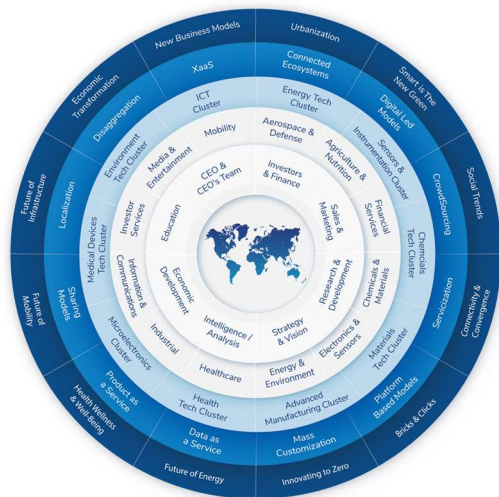 New Business Models
Urbanization
Smart is The
New Green
Social Trends
Connectivity &
Convergence
Bricks & Clicks
Innovating to Zero
Future of Energy
Health Wellness
& Well-Being
Future of
Mobility
Future of
Infrastructure
Economic
Transformation
XaaS
Connected
Ecosystems
Digital Led
Models
CrowdSourcing
Servicization
Platform
Based Models
Mass
Customization
Data as
a Service
Product as
a Service
Sharing
Models
Localization
Disaggregation
ICT
Cluster
Energy Tech
Cluster
Sensors &
Instrumentation Cluster
Chemcials
Tech Cluster
Materials
Tech Cluster
Advanced
Manufacturing Cluster
Health
Tech Cluster
Microelectronics
Cluster
Medical Devices
Tech Cluster
Environment
Tech Cluster
Mobility
Aerospace &
Defense
Agriculture &
Nutrition
Financial
Services
Chemicals &
Materials
Electronics &
Sensors
Energy &
Environment
Healthcare
Industrial
Information &
Communications
Investor
Services
Media &
Entertainment
CEO &
CEO's Team
Investors
& Finance
Sales &
Marketing
Research &
Development
Strategy
& Vision
Intelligence /
Analysis
Economic
Development
Education